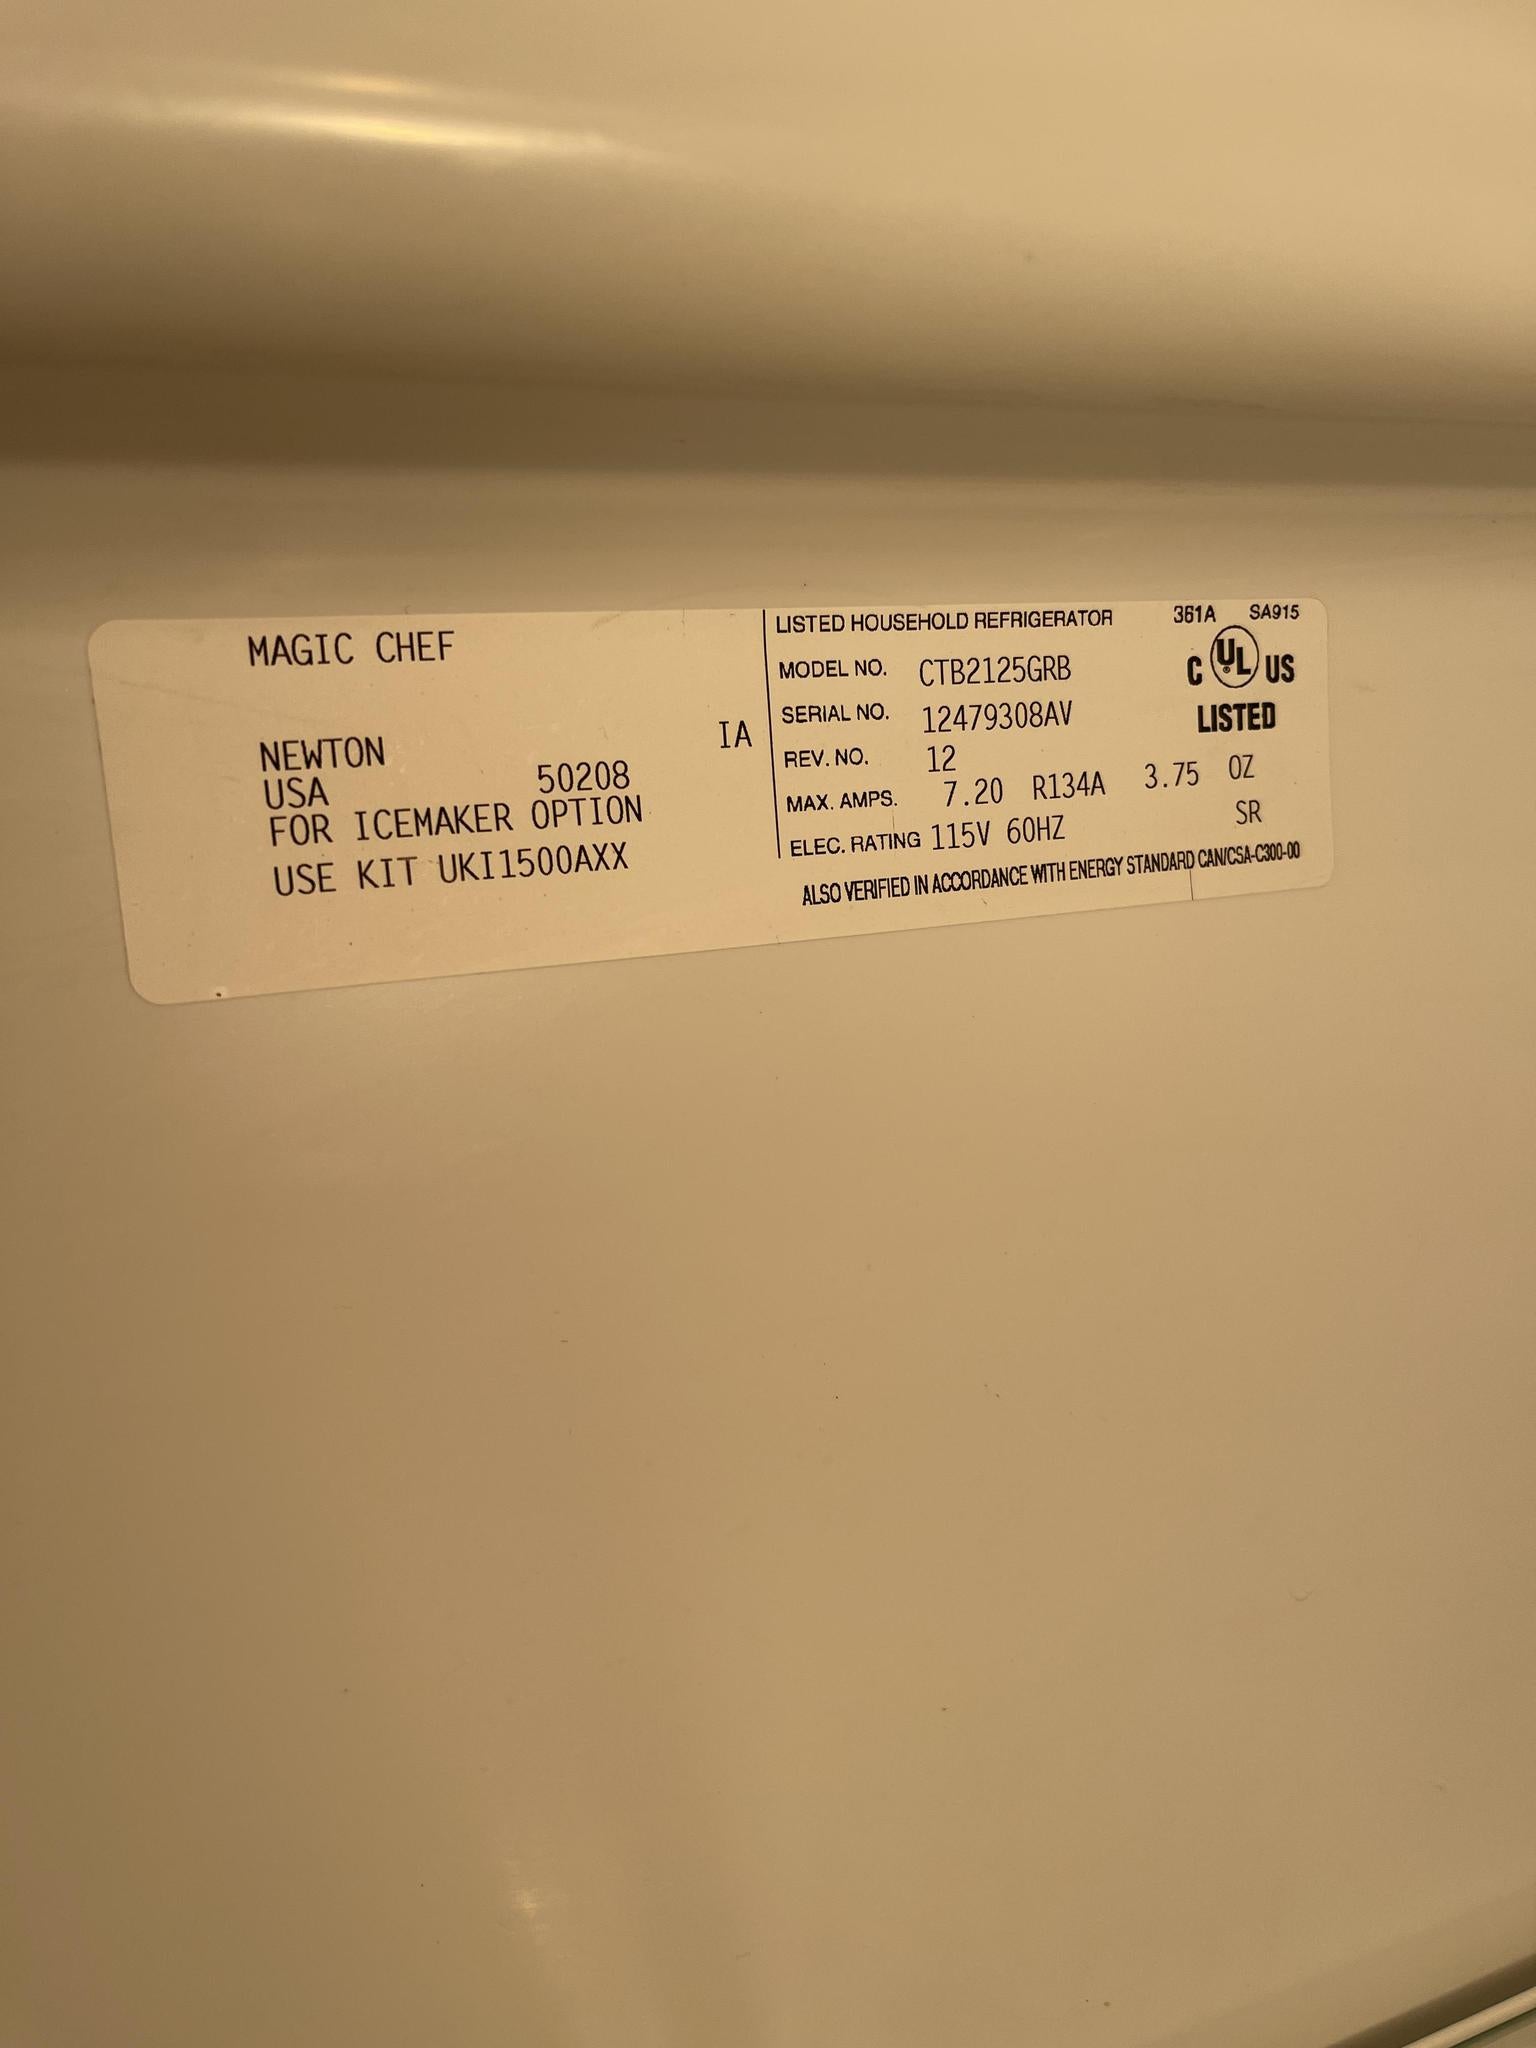 MAGIC CHEF
NEWTON IA
USA 50208
FOR ICEMAKER OPTION
USE KIT UKI1500AXX
LISTED HOUSEHOLD REFRIGERATOR 361A SA915
MODEL NO. CTB2125GRB
SERIAL NO. 12479308AV
REV. NO. 12
MAX. AMPS. 7.20 R134A 3.75 OZ
ELEC. RATING 115V 60HZ SR
C UL® US
LISTED
ALSO VERIFIED IN ACCORDANCE WITH ENERGY STANDARD CAN/CSA-C300-00